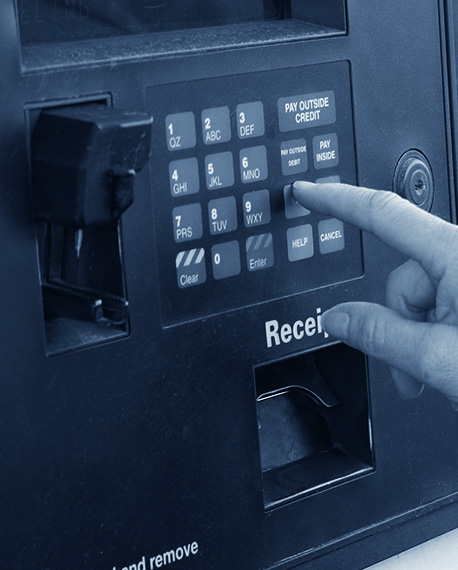 1
QZ
2
ABC
3
DEF
PAY OUTSIDE
CREDIT
4
GHI
5
JKL
6
MNO
PAY OUTSIDE
DEBIT
PAY
INSIDE
7
PRS
8
TUV
9
WXY
Clear
0
Enter
HELP
CANCEL
and remove